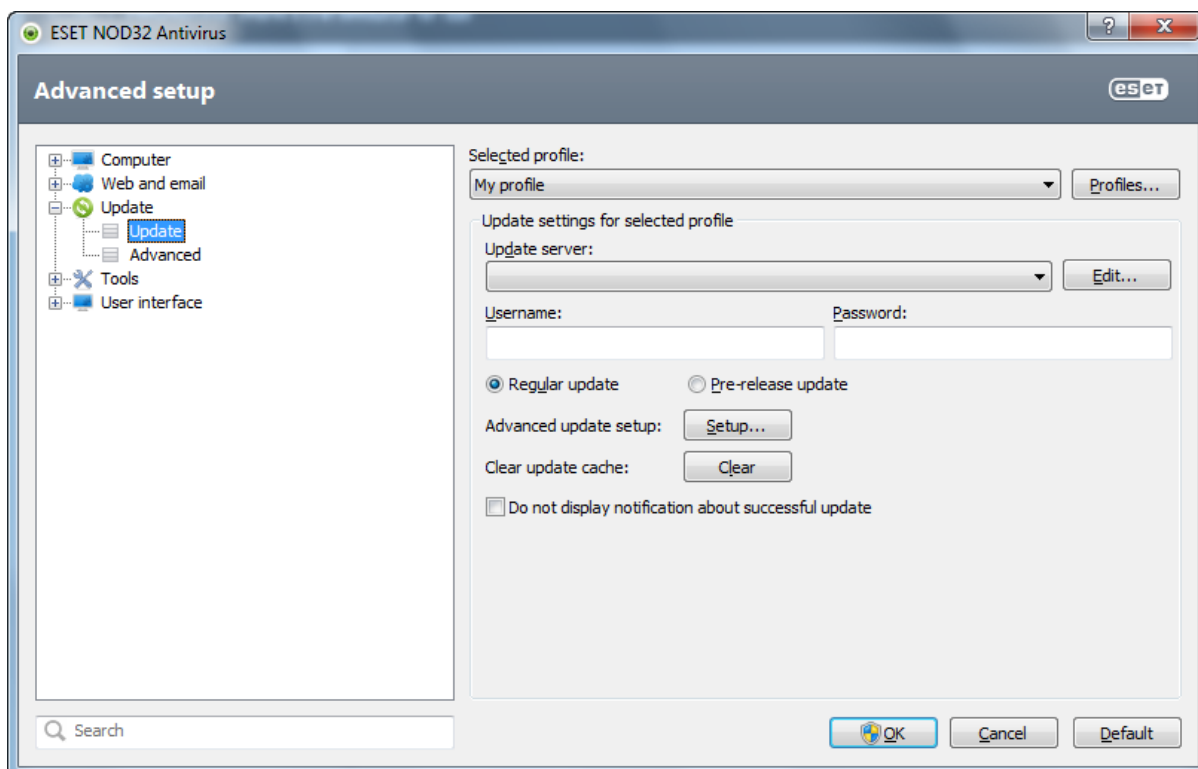 ESET NOD32 Antivirus
?
X
Advanced setup
eseT
Computer
Web and email
Update
Update
Advanced
Tools
User interface
Search
Selected profile:
My profile
Profiles...
Update settings for selected profile
Update server:
Edit...
Username:
Password:
Regular update
Pre-release update
Advanced update setup:
Setup...
Clear update cache:
Clear
Do not display notification about successful update
OK
Cancel
Default